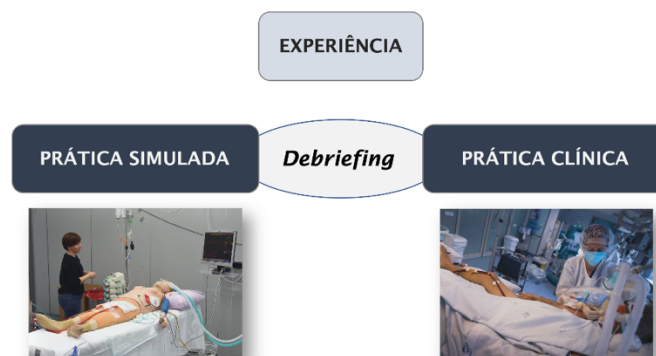 EXPERIÊNCIA
PRÁTICA SIMULADA
Debriefing
PRÁTICA CLÍNICA